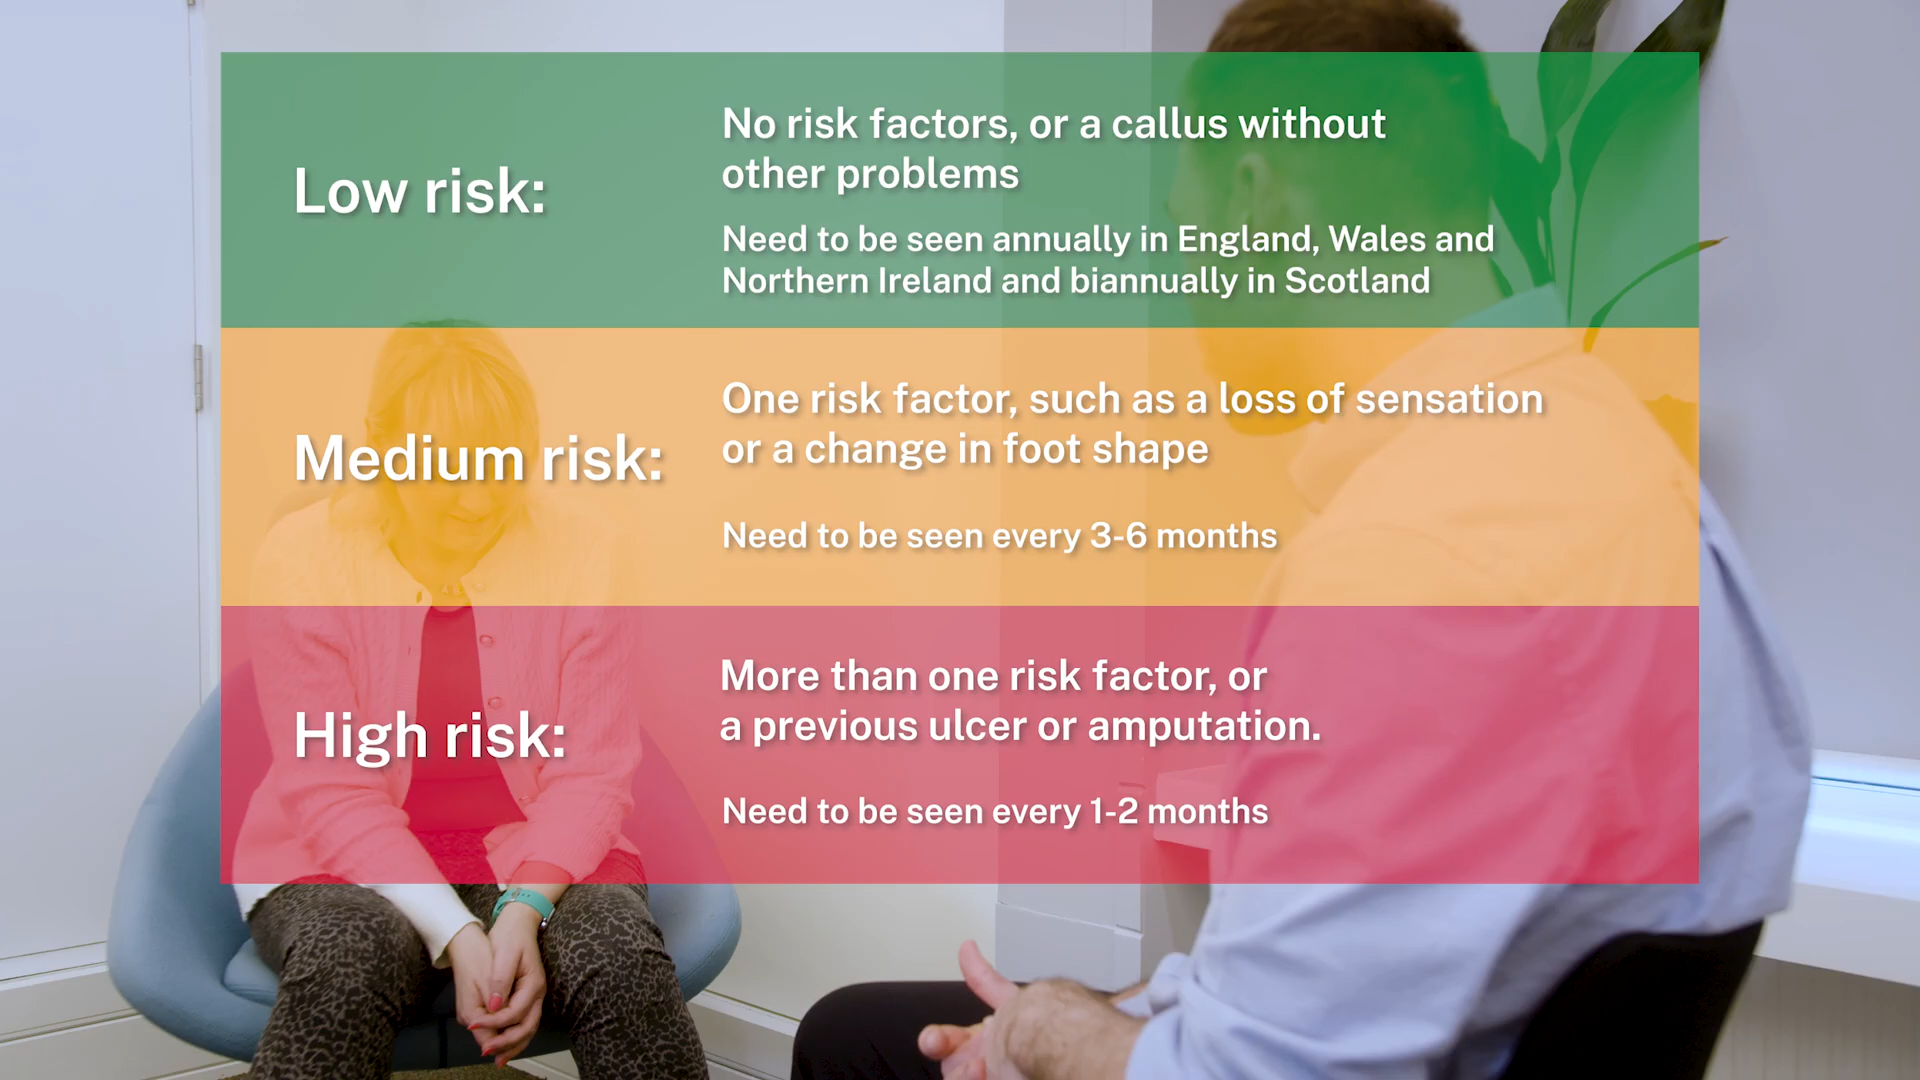 Low risk:
No risk factors, or a callus without
other problems
Need to be seen annually in England, Wales and
Northern Ireland and biannually in Scotland
Medium risk:
One risk factor, such as a loss of sensation
or a change in foot shape
Need to be seen every 3-6 months
High risk:
More than one risk factor, or
a previous ulcer or amputation.
Need to be seen every 1-2 months